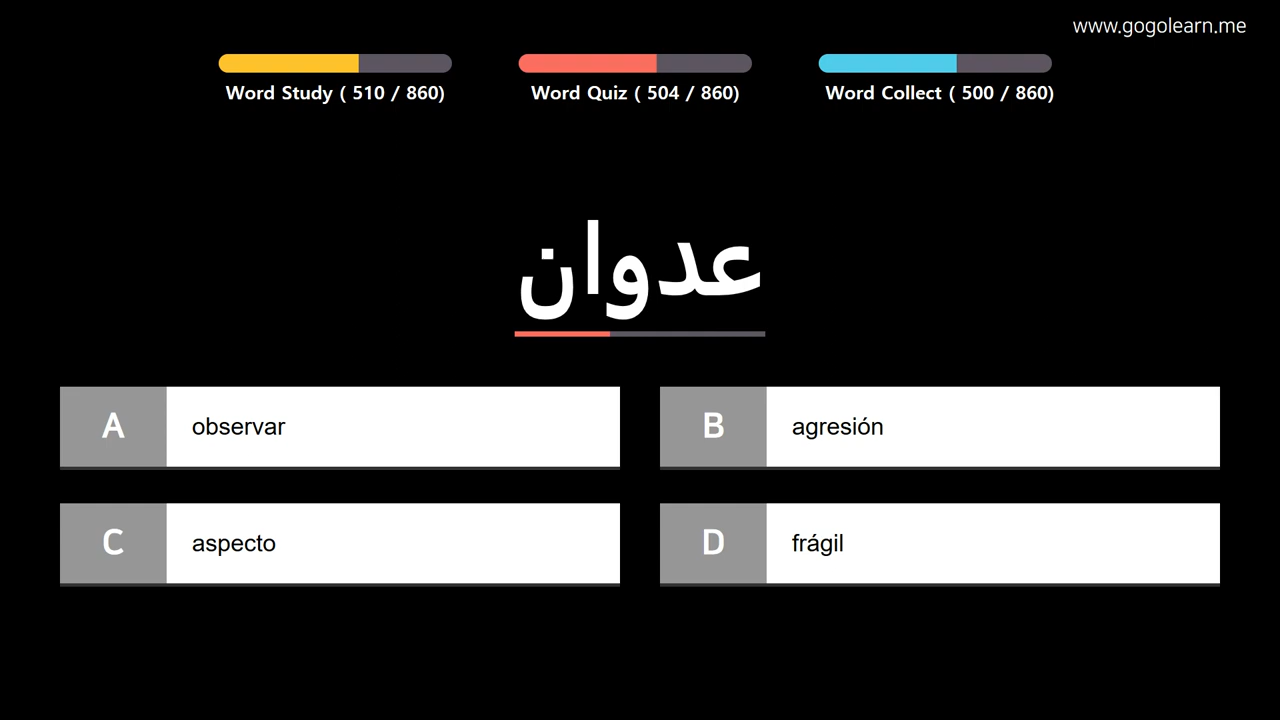 www.gogolearn.me
Word Study ( 510 / 860)
Word Quiz ( 504 / 860)
Word Collect ( 500 / 860)
عدوان
A observar
B agresión
C aspecto
D frágil